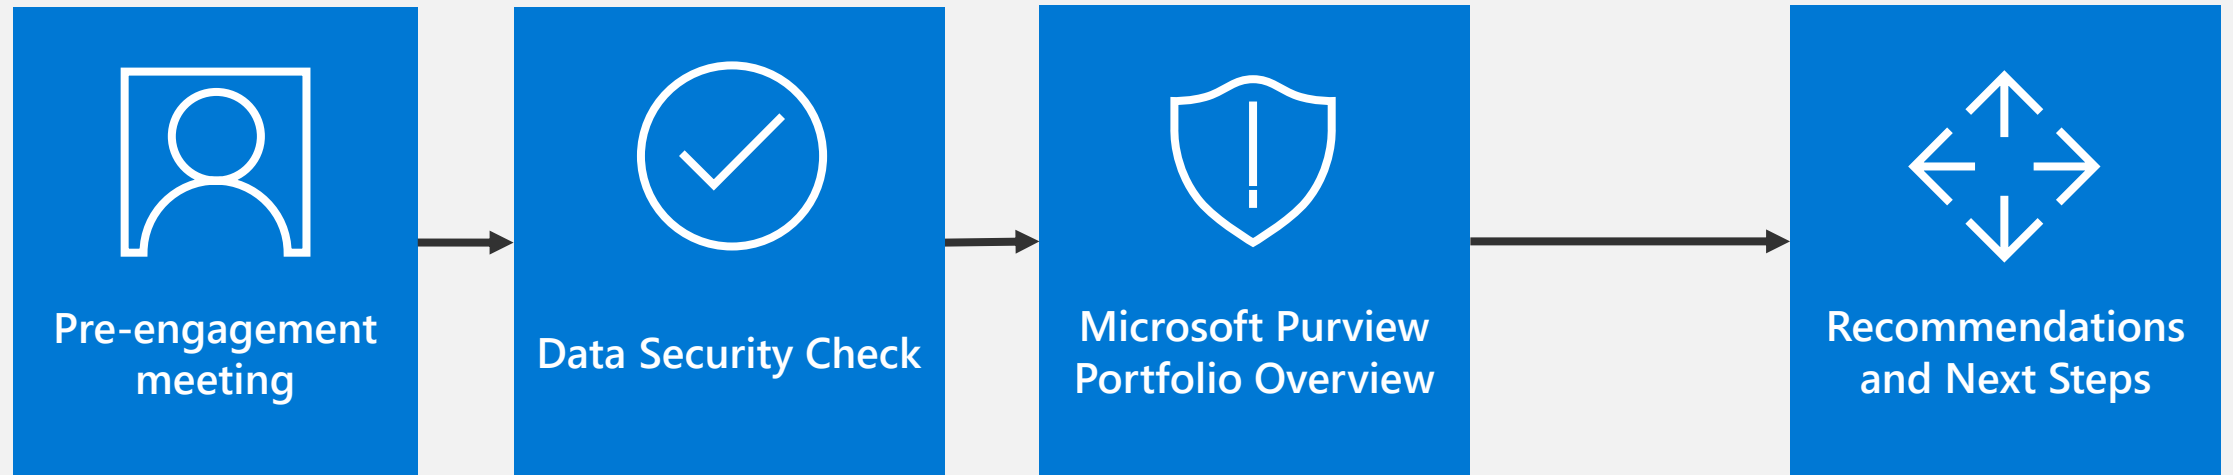 Pre-engagement
meeting
Data Security Check
Microsoft Purview
Portfolio Overview
Recommendations
and Next Steps